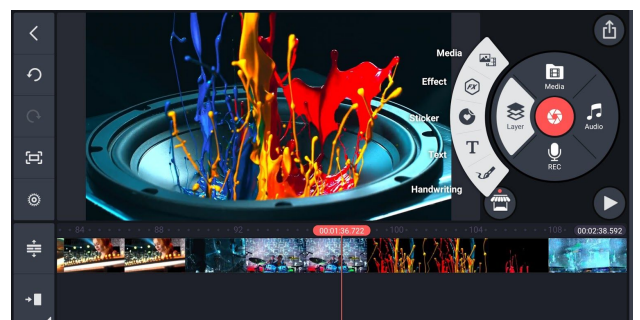 Media
Effect
Sticker
Text
Handwriting
FX
T
Media
Layer
Audio
REC
84
88
92
00:01:36.722
100
104
108
00:02:38.592